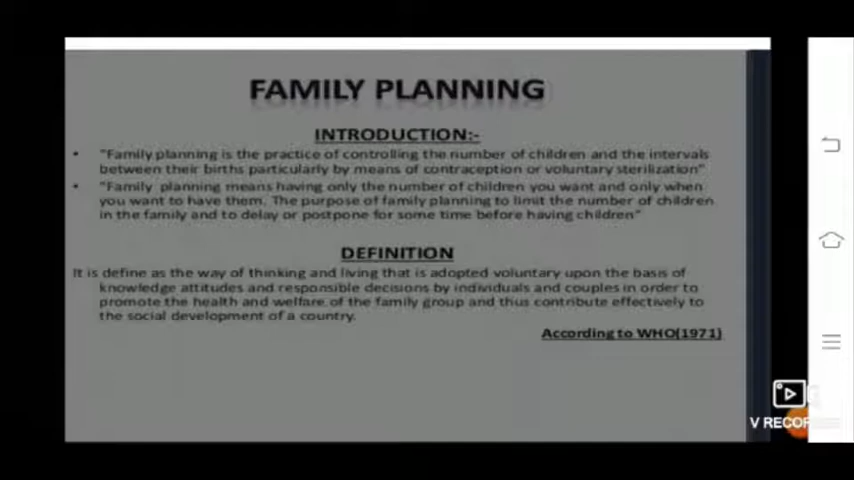 FAMILY PLANNING
INTRODUCTION:-
• "Family planning is the practice of controlling the number of children and the intervals
between their births particularly by means of contraception or voluntary sterilization"
• "Family planning means having only the number of children you want and only when
you want to have them. The purpose of family planning to limit the number of children
in the family and to delay or postpone for some time before having children"
DEFINITION
It is define as the way of thinking and living that is adopted voluntary upon the basis of
knowledge attitudes and responsible decisions by individuals and couples in order to
promote the health and welfare of the family group and thus contribute effectively to
the social development of a country.
According to WHO(1971)
V RECOR